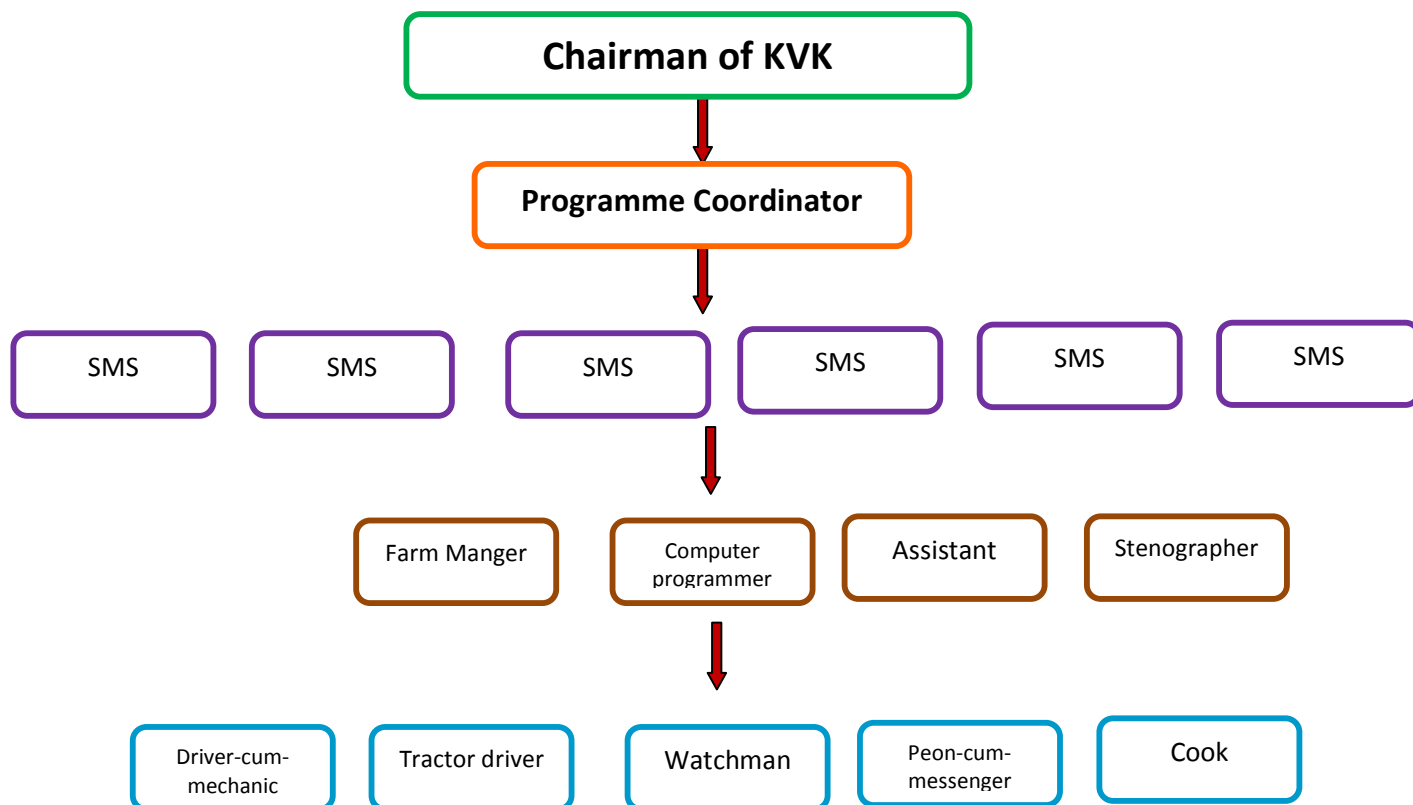 Chairman of KVK
Programme Coordinator
SMS
SMS
SMS
SMS
SMS
SMS
Farm Manger
Computer
programmer
Assistant
Stenographer
Driver-cum-
mechanic
Tractor driver
Watchman
Peon-cum-
messenger
Cook